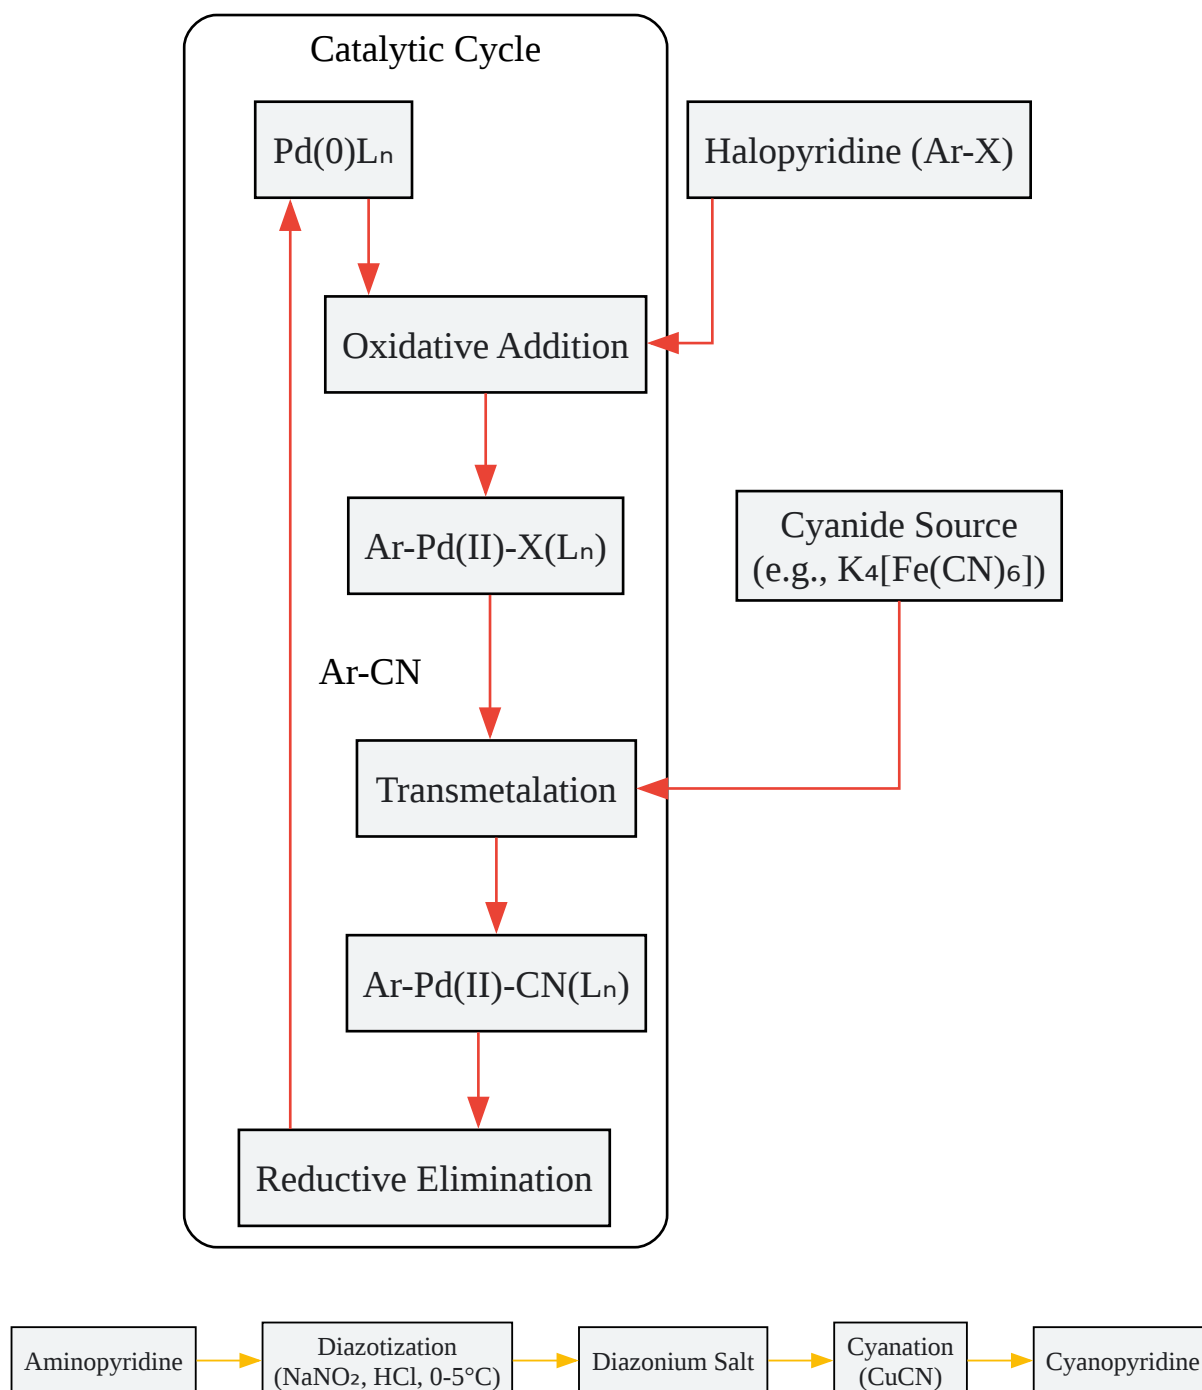 Catalytic Cycle
Pd(0)Lₙ
Halopyridine (Ar-X)
Oxidative Addition
Ar-Pd(II)-X(Lₙ)
Cyanide Source
(e.g., K₄[Fe(CN)₆])
Ar-CN
Transmetalation
Ar-Pd(II)-CN(Lₙ)
Reductive Elimination
Aminopyridine
Diazotization
(NaNO₂, HCl, 0-5°C)
Diazonium Salt
Cyanation
(CuCN)
Cyanopyridine